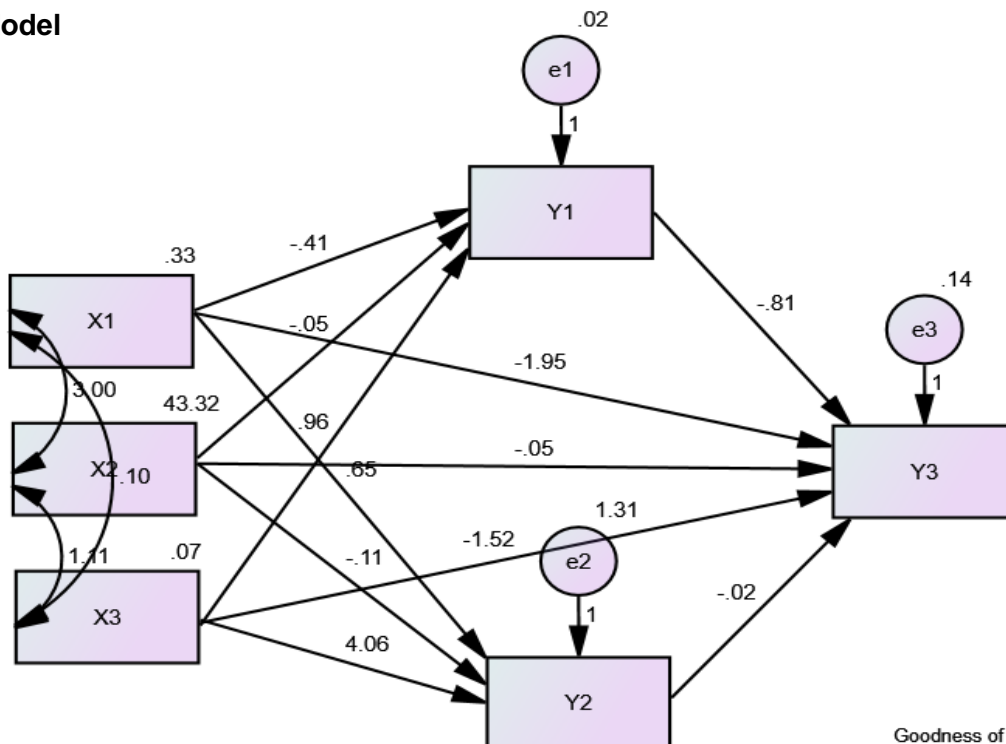 odel
.02
e1
1
Y1
-.41
.33
.14
-.81
e3
-.05
X1
1
-1.95
3.00
43.32
.96
-.05
.65
X2
.10
Y3
1.31
-1.52
1.11
.07
-.11
e2
-.02
X3
1
4.06
Y2
Goodness of